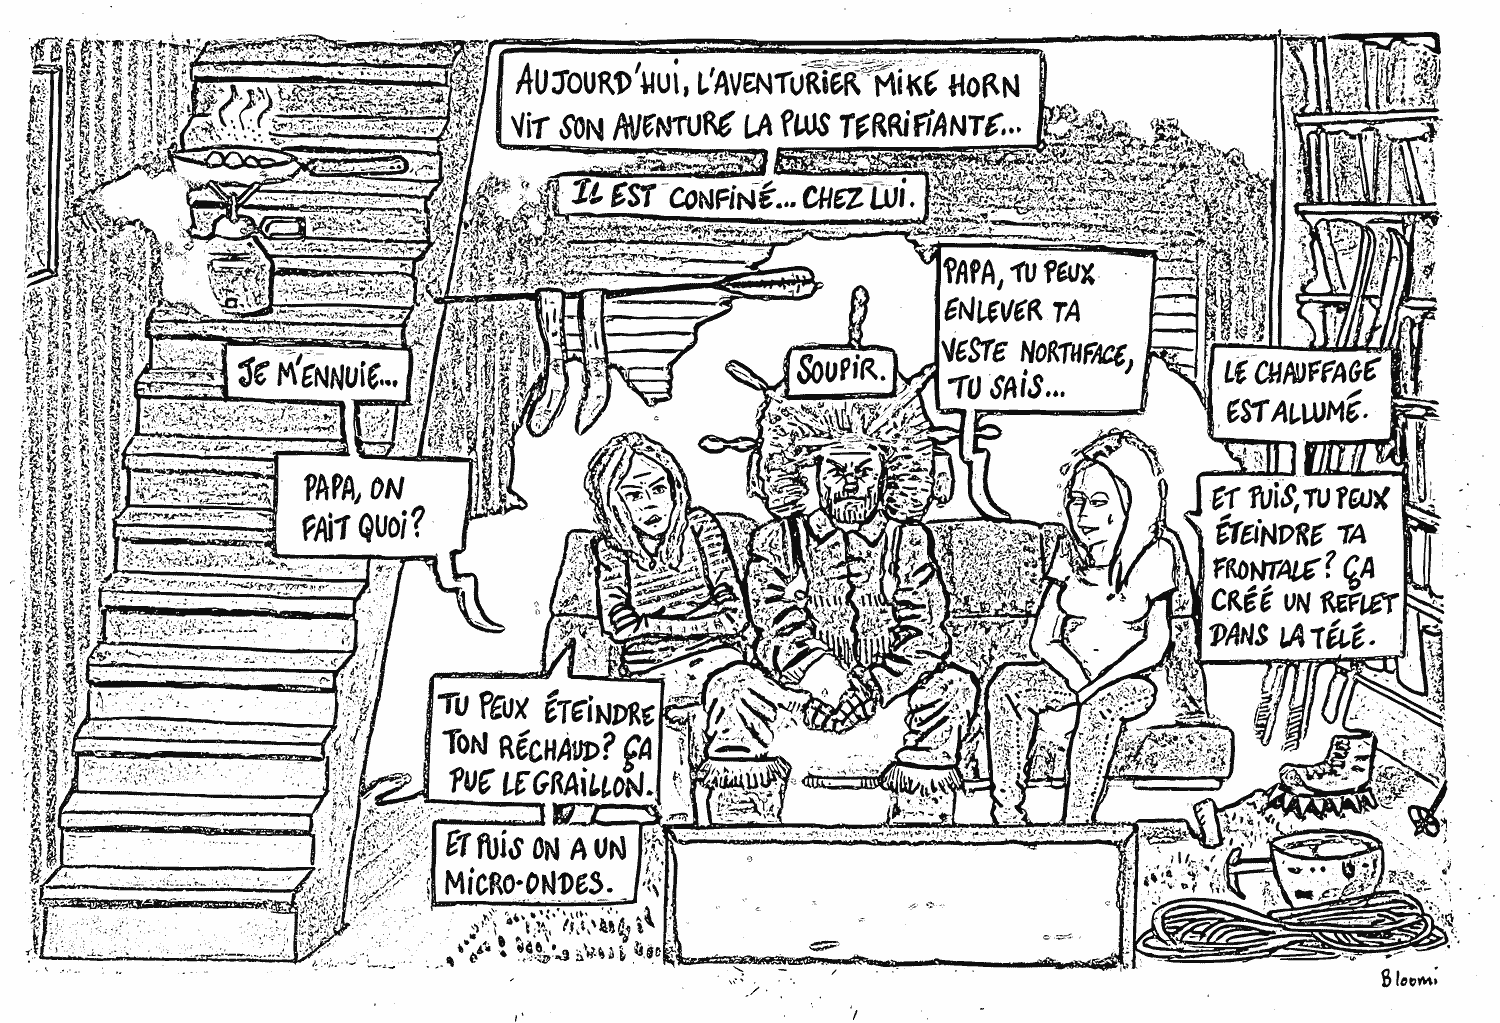 AUJOURD'HUI, L'AVENTURIER MIKE HORN
VIT SON AVENTURE LA PLUS TERRIFIANTE...
IL EST CONFINÉ... CHEZ LUI.
JE M'ENNUIE...
PAPA, ON
FAIT QUOI?
SOUPIR.
PAPA, TU PEUX
ENLEVER TA
VESTE NORTHFACE,
TU SAIS...
LE CHAUFFAGE
EST ALLUMÉ.
ET PUIS, TU PEUX
ÉTEINDRE TA
FRONTALE? ÇA
CRÉÉ UN REFLET
DANS LA TÉLÉ.
TU PEUX ÉTEINDRE
TON RÉCHAUD? ÇA
PUE LE GRAILLON.
ET PUIS ON A UN
MICRO-ONDES.
Bloomi